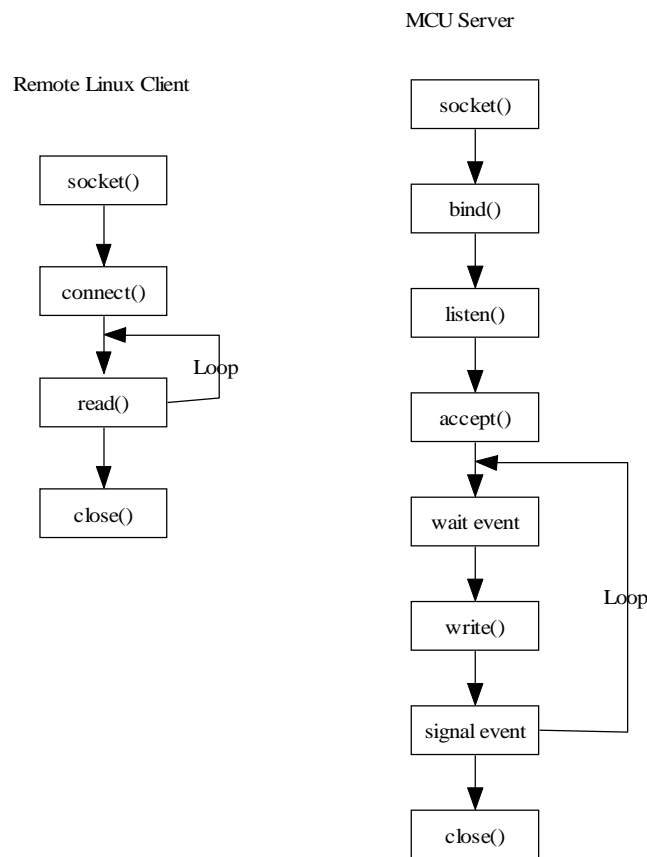 MCU Server
Remote Linux Client
socket()
connect()
Loop
read()
close()
socket()
bind()
listen()
accept()
wait event
Loop
write()
signal event
close()